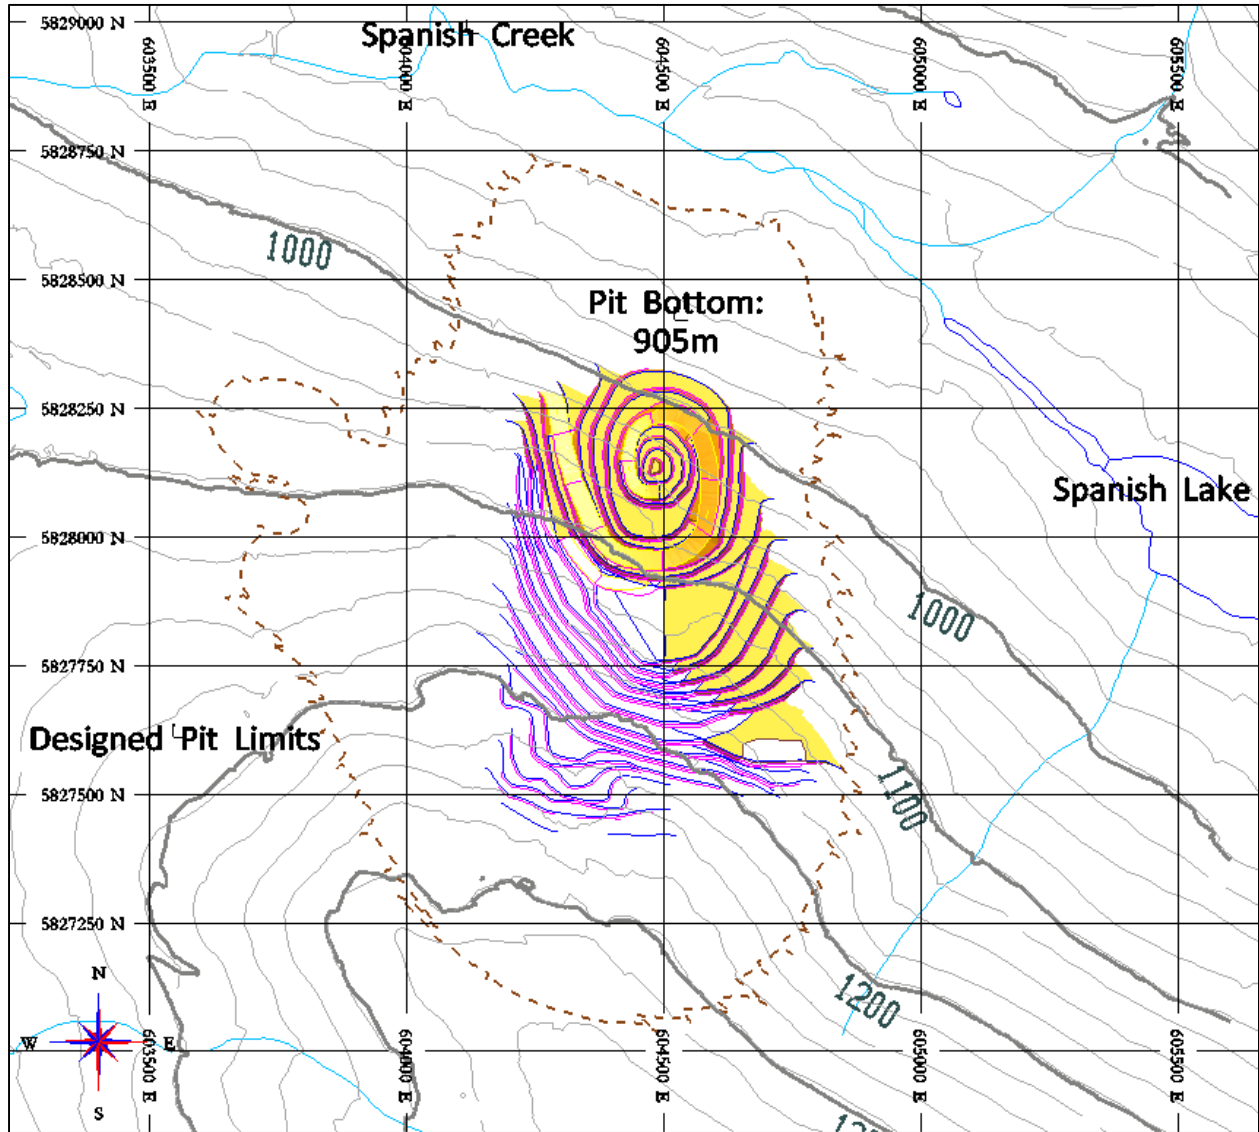 5829000 N
Spanish Creek
603500 E
604000 E
604500 E
605000 E
605500 E
5828750 N
1000
5828500 N
Pit Bottom:
905m
5828250 N
Spanish Lake
5828000 N
1000
5827750 N
Designed Pit Limits
1100
5827500 N
5827250 N
N
1200
W
E
S
603500 E
604000 E
604500 E
605000 E
605500 E